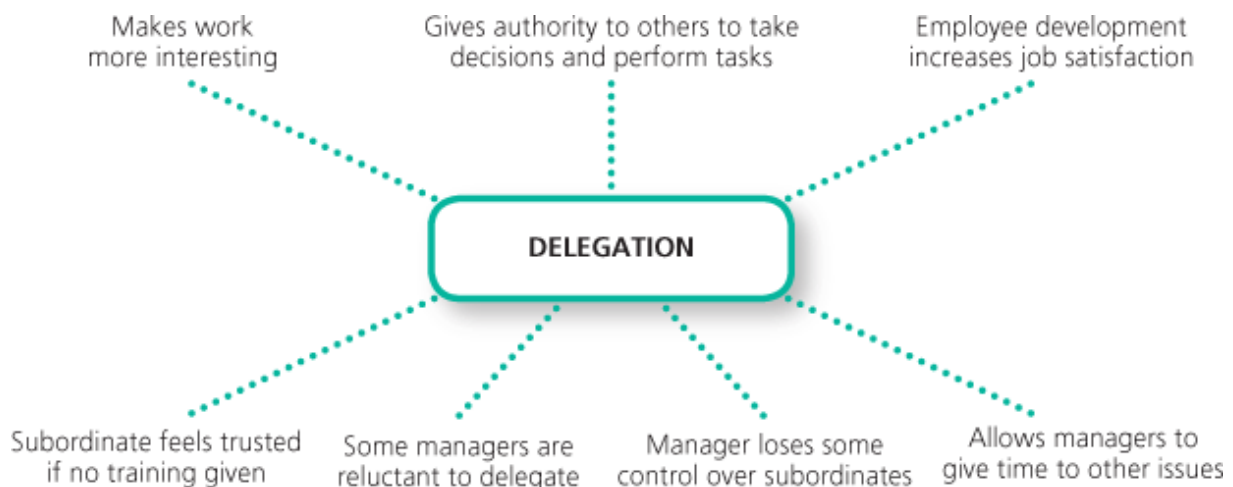 Makes work
more interesting
Gives authority to others to take
decisions and perform tasks
Employee development
increases job satisfaction
DELEGATION
Subordinate feels trusted
if no training given
Some managers are
reluctant to delegate
Manager loses some
control over subordinates
Allows managers to
give time to other issues